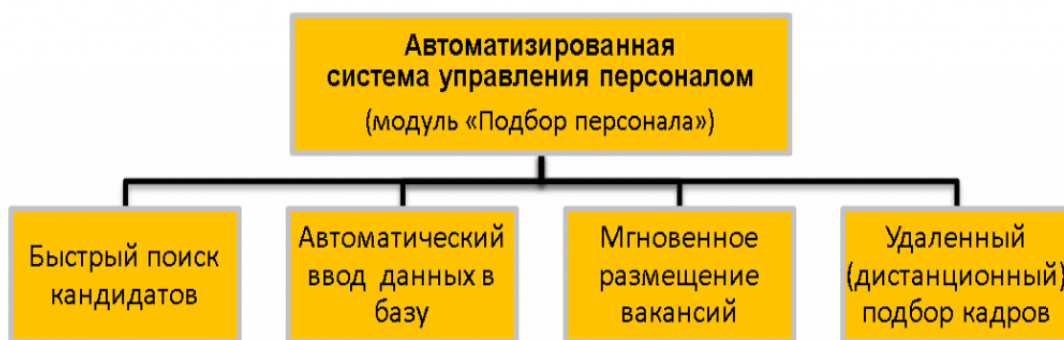 Автоматизированная
система управления персоналом
(модуль «Подбор персонала»)
Быстрый поиск
кандидатов
Автоматический
ввод данных в
базу
Мгновенное
размещение
вакансий
Удаленный
(дистанционный)
подбор кадров